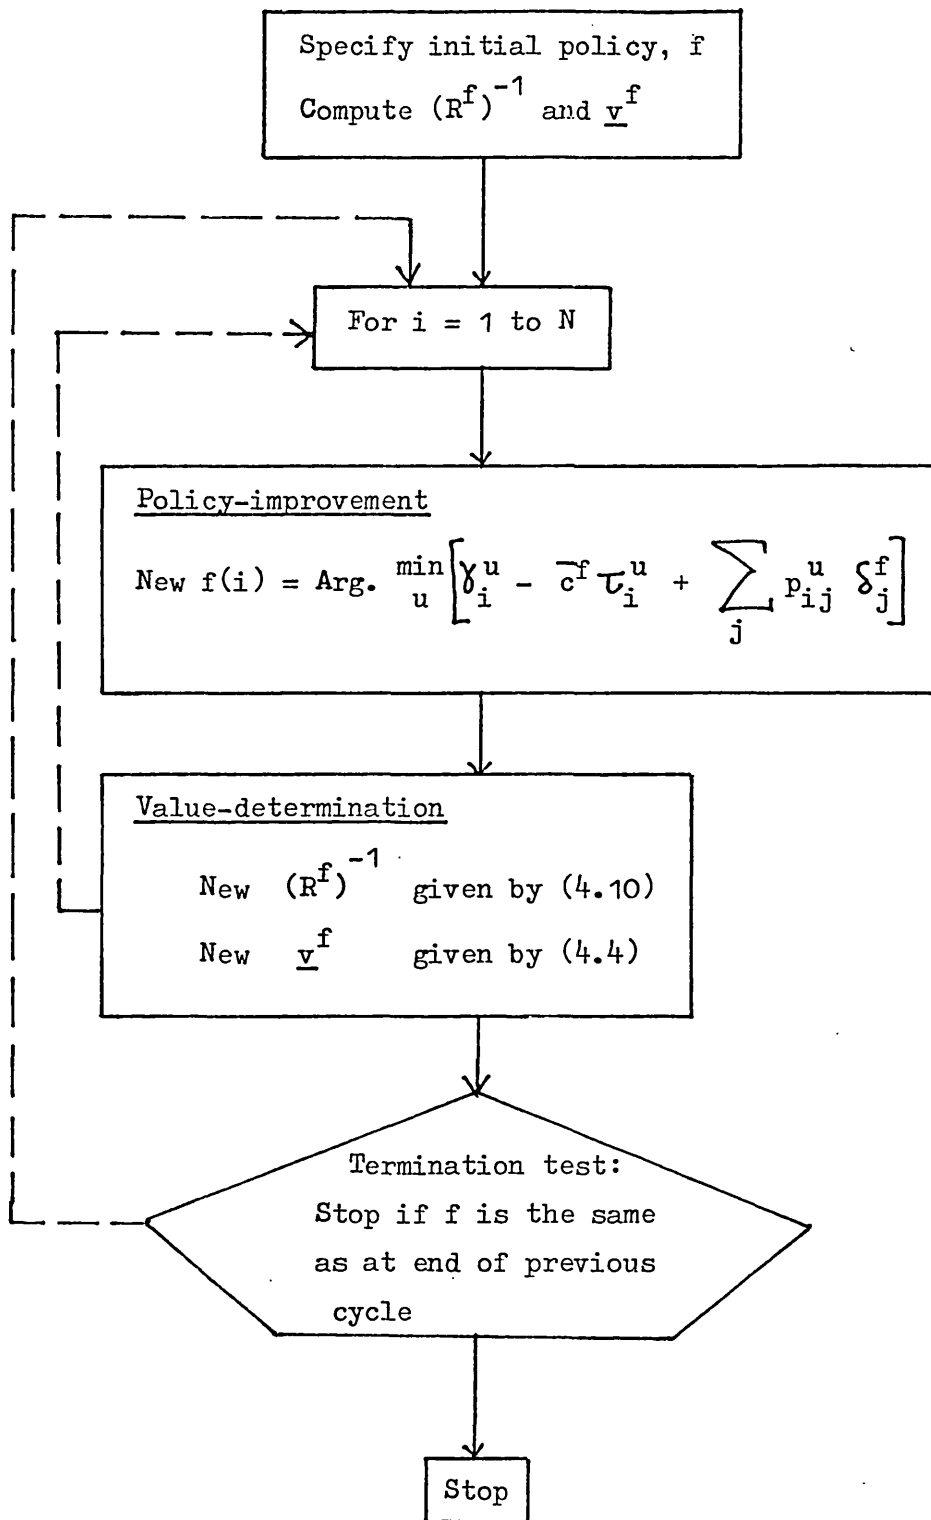 Specify initial policy, f
Compute (R^f)^-1 and v^f
For i = 1 to N
Policy-improvement
New f(i) = Arg. min_u [γ_i^u - c̄^f τ_i^u + ∑_j p_ij^u δ_j^f]
Value-determination
New (R^f)^-1 given by (4.10)
New v^f given by (4.4)
Termination test:
Stop if f is the same
as at end of previous
cycle
Stop